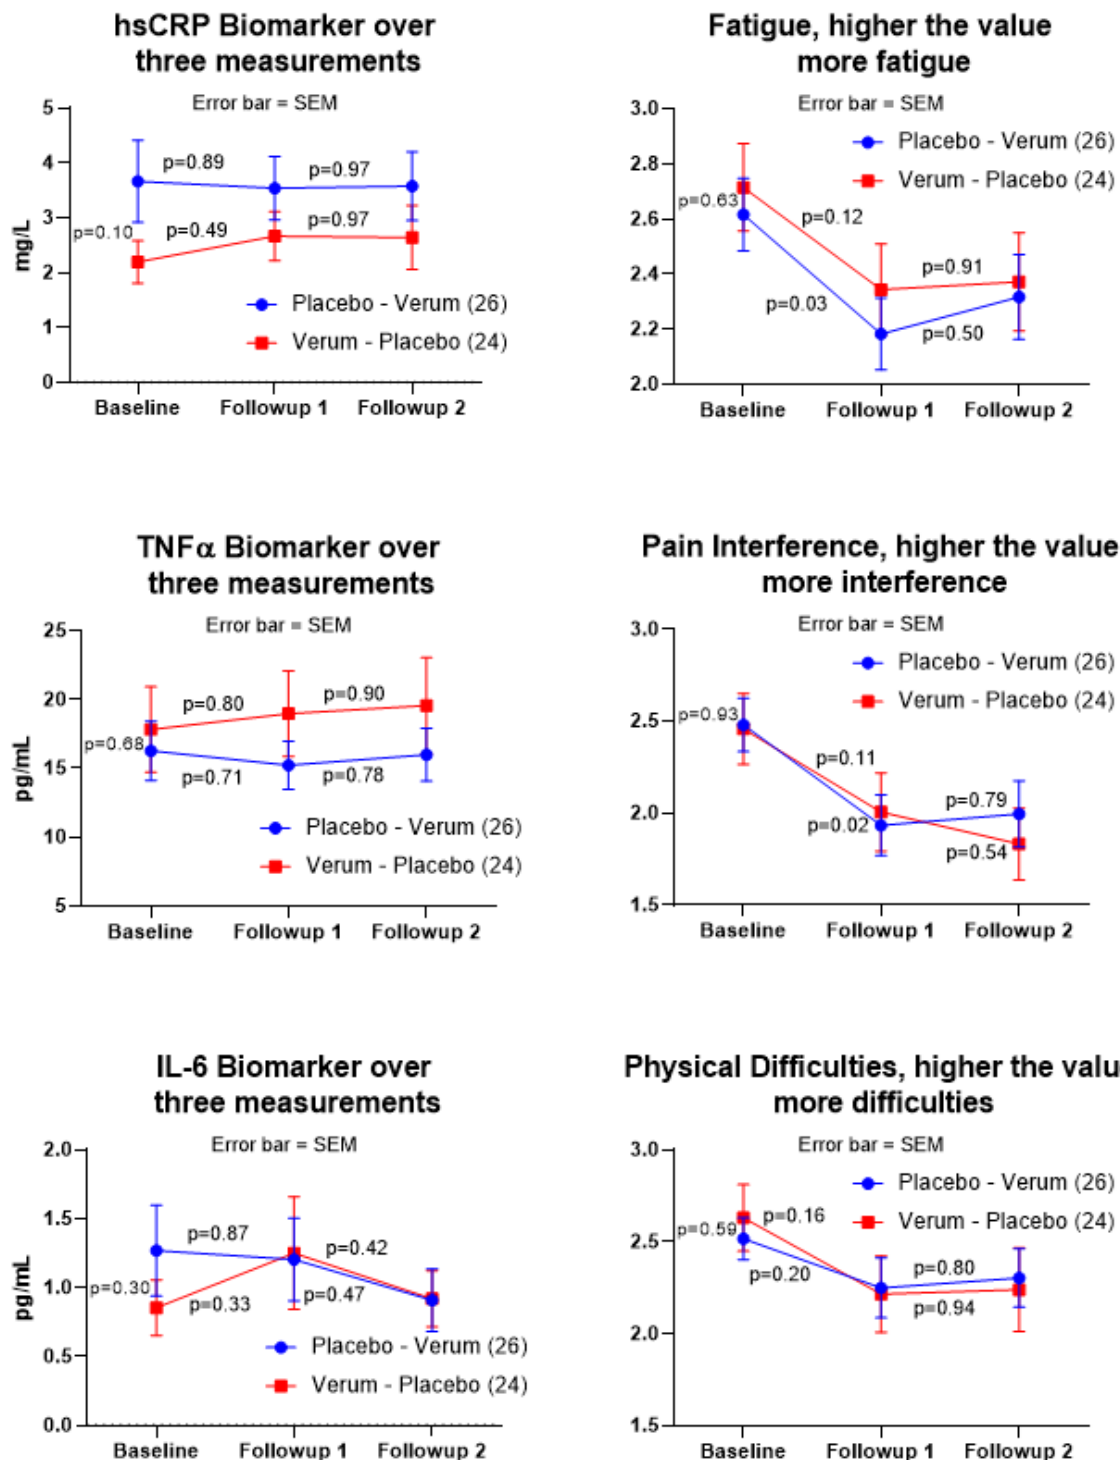 hsCRP Biomarker over
three measurements
Error bar = SEM
5
4
3
2
1
0
mg/L
p=0.89
p=0.97
p=0.10
p=0.49
p=0.97
Placebo - Verum (26)
Verum - Placebo (24)
Baseline
Followup 1
Followup 2
Fatigue, higher the value
more fatigue
Error bar = SEM
3.0
2.8
2.6
2.4
2.2
2.0
Placebo - Verum (26)
Verum - Placebo (24)
p=0.63
p=0.12
p=0.03
p=0.91
p=0.50
Baseline
Followup 1
Followup 2
TNFα Biomarker over
three measurements
Error bar = SEM
25
20
15
10
5
pg/mL
p=0.80
p=0.90
p=0.68
p=0.71
p=0.78
Placebo - Verum (26)
Verum - Placebo (24)
Baseline
Followup 1
Followup 2
Pain Interference, higher the value
more interference
Error bar = SEM
3.0
2.5
2.0
1.5
Placebo - Verum (26)
Verum - Placebo (24)
p=0.93
p=0.11
p=0.02
p=0.79
p=0.54
Baseline
Followup 1
Followup 2
IL-6 Biomarker over
three measurements
Error bar = SEM
2.0
1.5
1.0
0.5
0.0
pg/mL
p=0.87
p=0.42
p=0.30
p=0.33
p=0.47
Placebo - Verum (26)
Verum - Placebo (24)
Baseline
Followup 1
Followup 2
Physical Difficulties, higher the valu
more difficulties
Error bar = SEM
3.0
2.5
2.0
1.5
Placebo - Verum (26)
Verum - Placebo (24)
p=0.59
p=0.16
p=0.20
p=0.80
p=0.94
Baseline
Followup 1
Followup 2